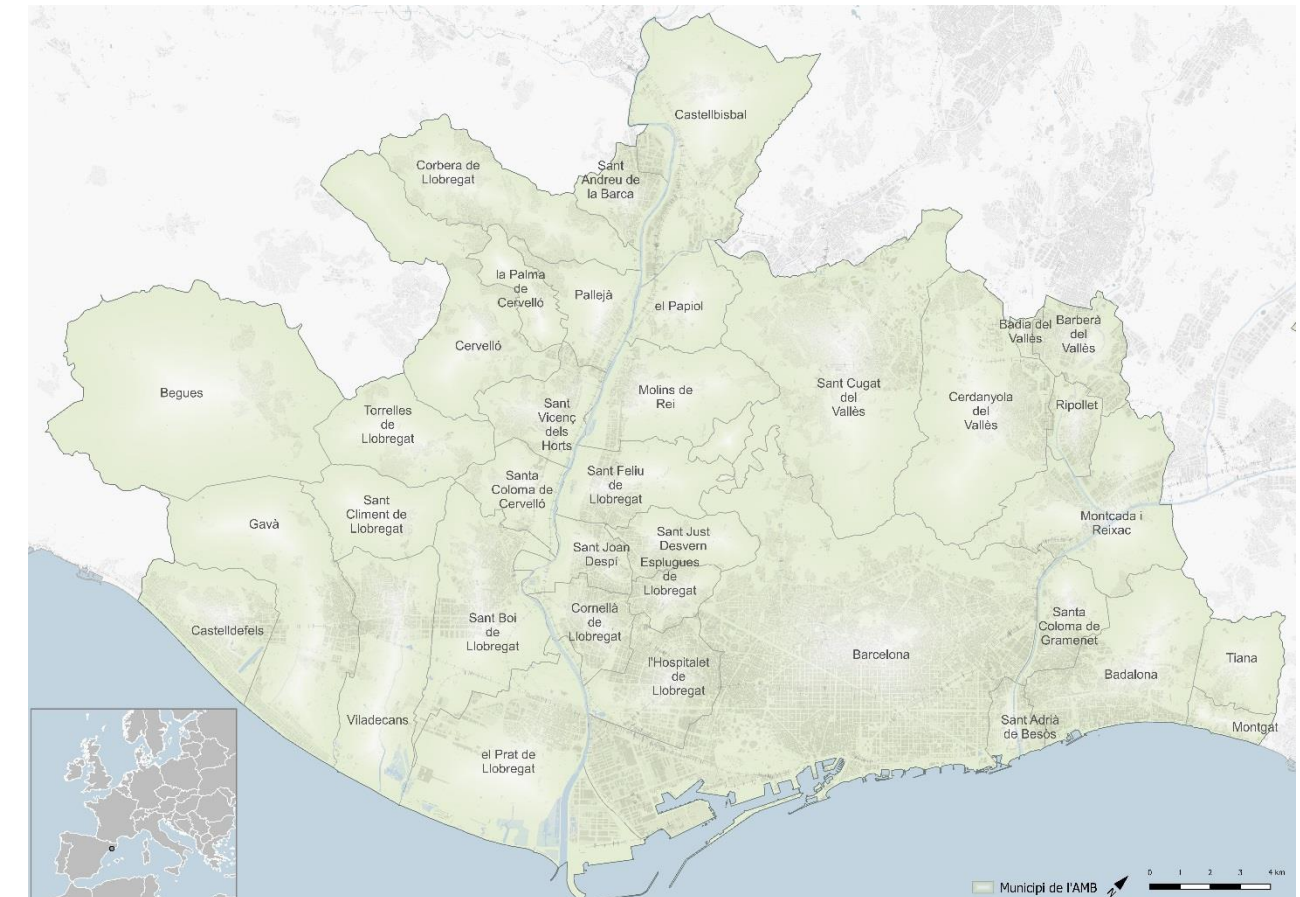 Castellbisbal
Corbera de
Llobregat
Sant
Andreu de
la Barca
la Palma
de
Cervelló
Pallejà
el Papiol
Badia del
Vallès
Barberà
del
Vallès
Cervelló
Begues
Torrelles
de
Llobregat
Sant
Vicenç
dels
Horts
Molins de
Rei
Sant Cugat
del
Vallès
Cerdanyola
del
Vallès
Ripollet
Santa
Coloma de
Cervelló
Sant Feliu
de
Llobregat
Gavà
Sant
Climent de
Llobregat
Montcada i
Reixac
Sant Joan
Despí
Sant Just
Desvern
Esplugues
de
Llobregat
Castelldefels
Sant Boi
de
Llobregat
Cornellà
de
Llobregat
l'Hospitalet
de
Llobregat
Barcelona
Santa
Coloma de
Gramenet
Badalona
Tiana
Viladecans
el Prat de
Llobregat
Sant Adrià
de Besòs
Montgat
Municipi de l'AMB
N
0 1 2 3 4 km